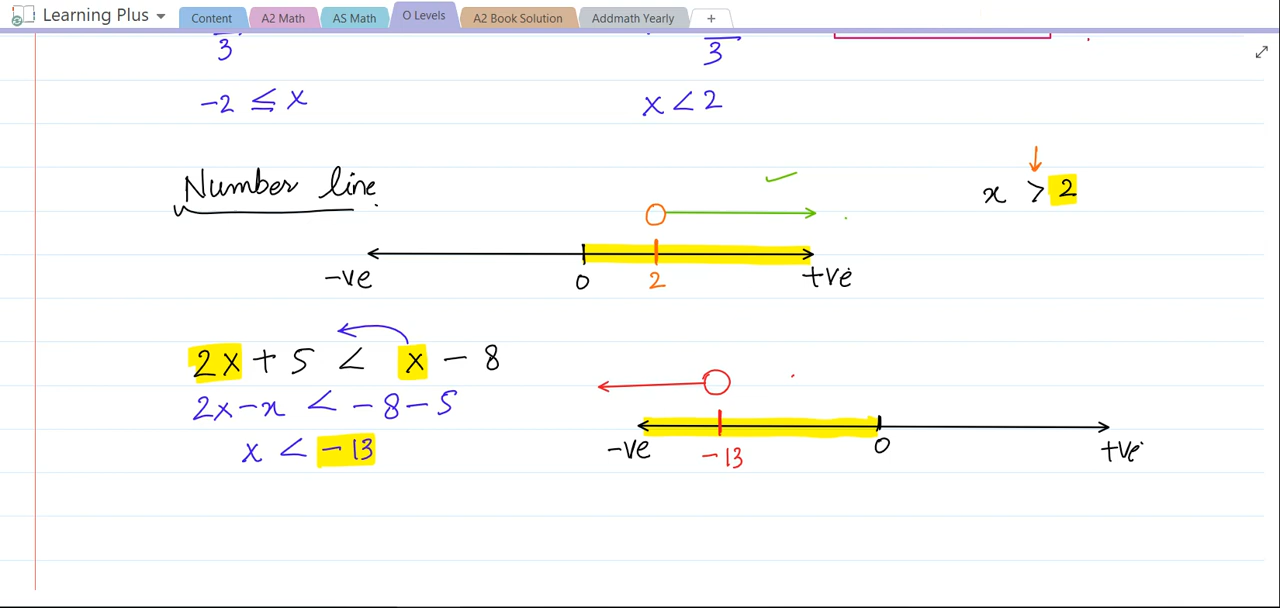 Learning Plus
Content
A2 Math
AS Math
O Levels
A2 Book Solution
Addmath Yearly
+
3
3
-2 ≤ x
x < 2
Number line
x > 2
-ve
0
2
+ve
2x + 5 < x - 8
2x-x < -8-5
x < -13
-ve
-13
0
+ve